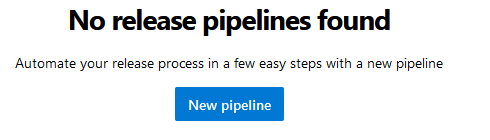 No release pipelines found
Automate your release process in a few easy steps with a new pipeline
New pipeline